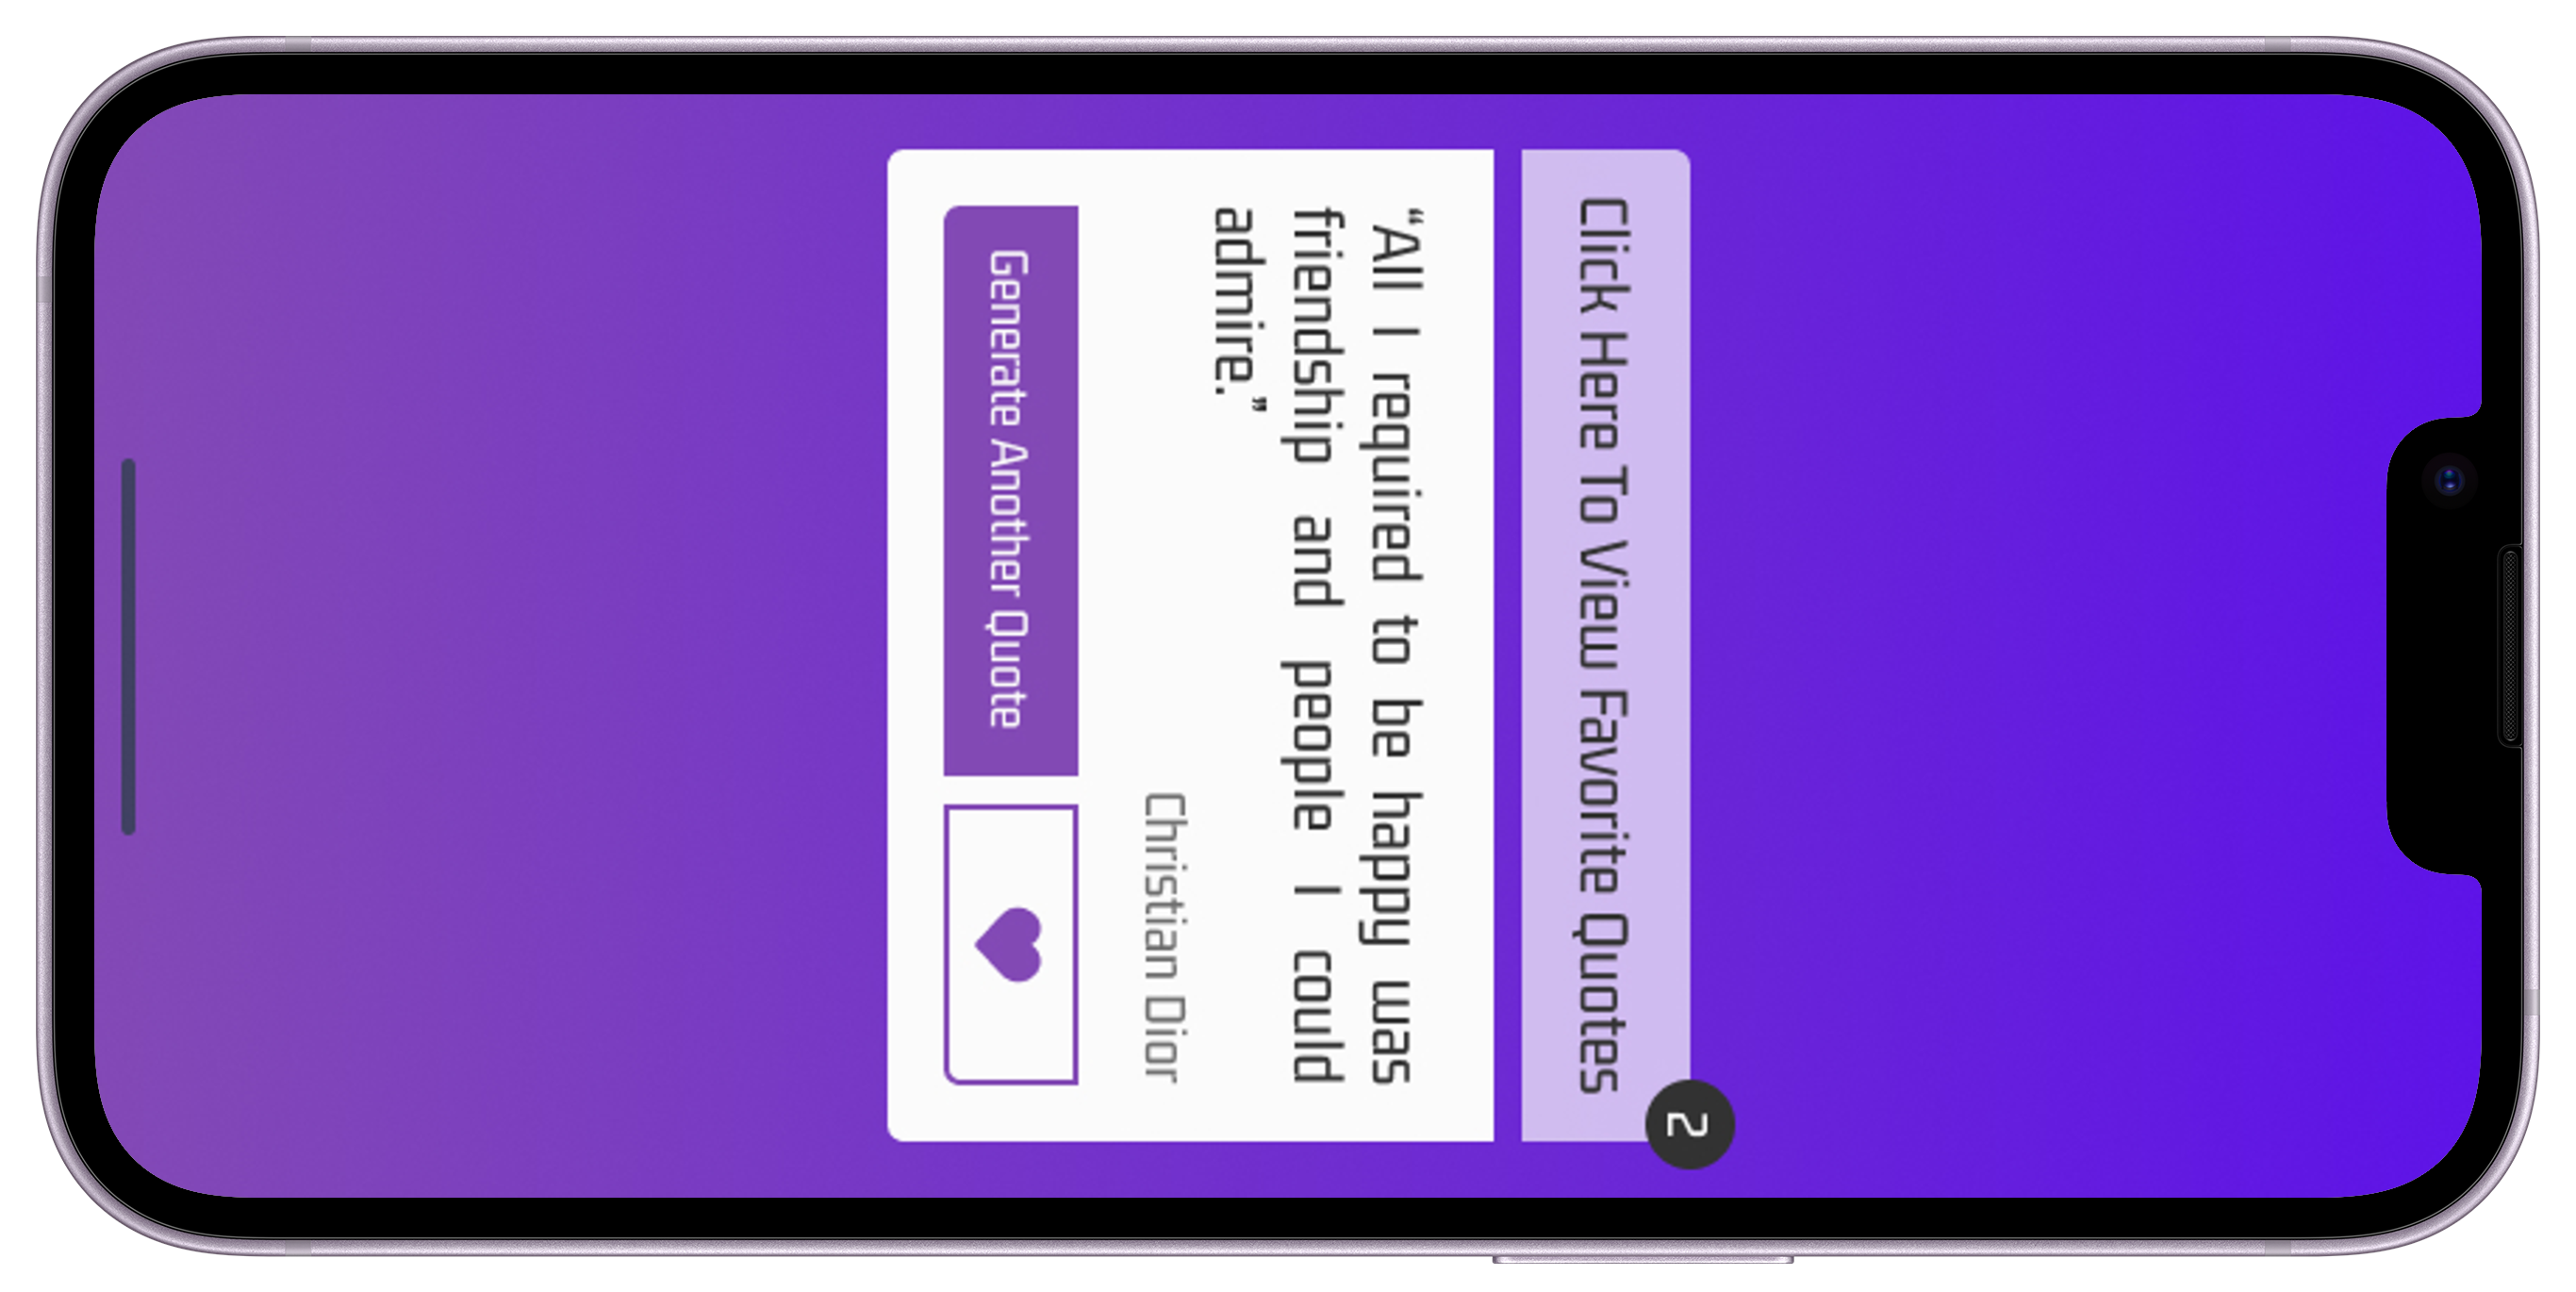 Click Here To View Favorite Quotes
2
“All I required to be happy was
friendship and people I could
admire.”
Christian Dior
Generate Another Quote